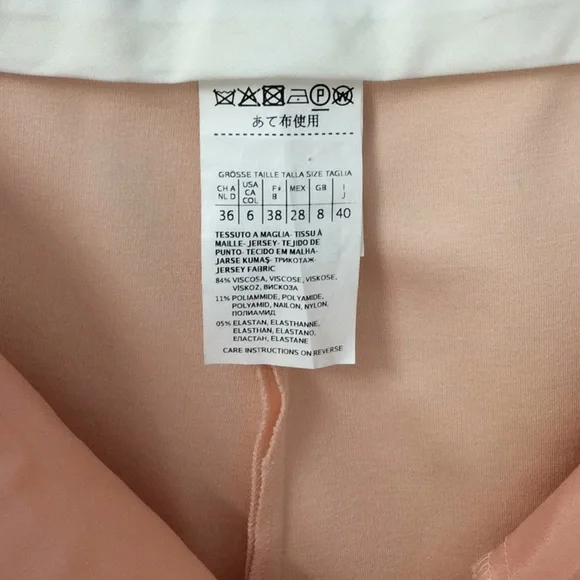 P W
あて布使用
GRÖSSE TAILLE TALLA SIZE TAGLIA
CH A NL D USA CA COL F# B MEX GB I J
36 6 38 28 8 40
TESSUTO A MAGLIA- TISSU À
MAILLE- JERSEY- TEJIDO DE
PUNTO- TECIDO EM MALHA-
JARSE KUMAŞ- ТРИКОТАЖ-
JERSEY FABRIC
84% VISCOSA, VISCOSE, VISKOSE,
VİSKOZ, ВИСКОЗА
11% POLIAMMIDE, POLYAMIDE,
POLYAMID, NAILON, NYLON,
ПОЛИАМИД
05% ELASTAN, ELASTHANNE,
ELASTHAN, ELASTANO,
ЕЛАСТАН, ELASTANE
CARE INSTRUCTIONS ON REVERSE